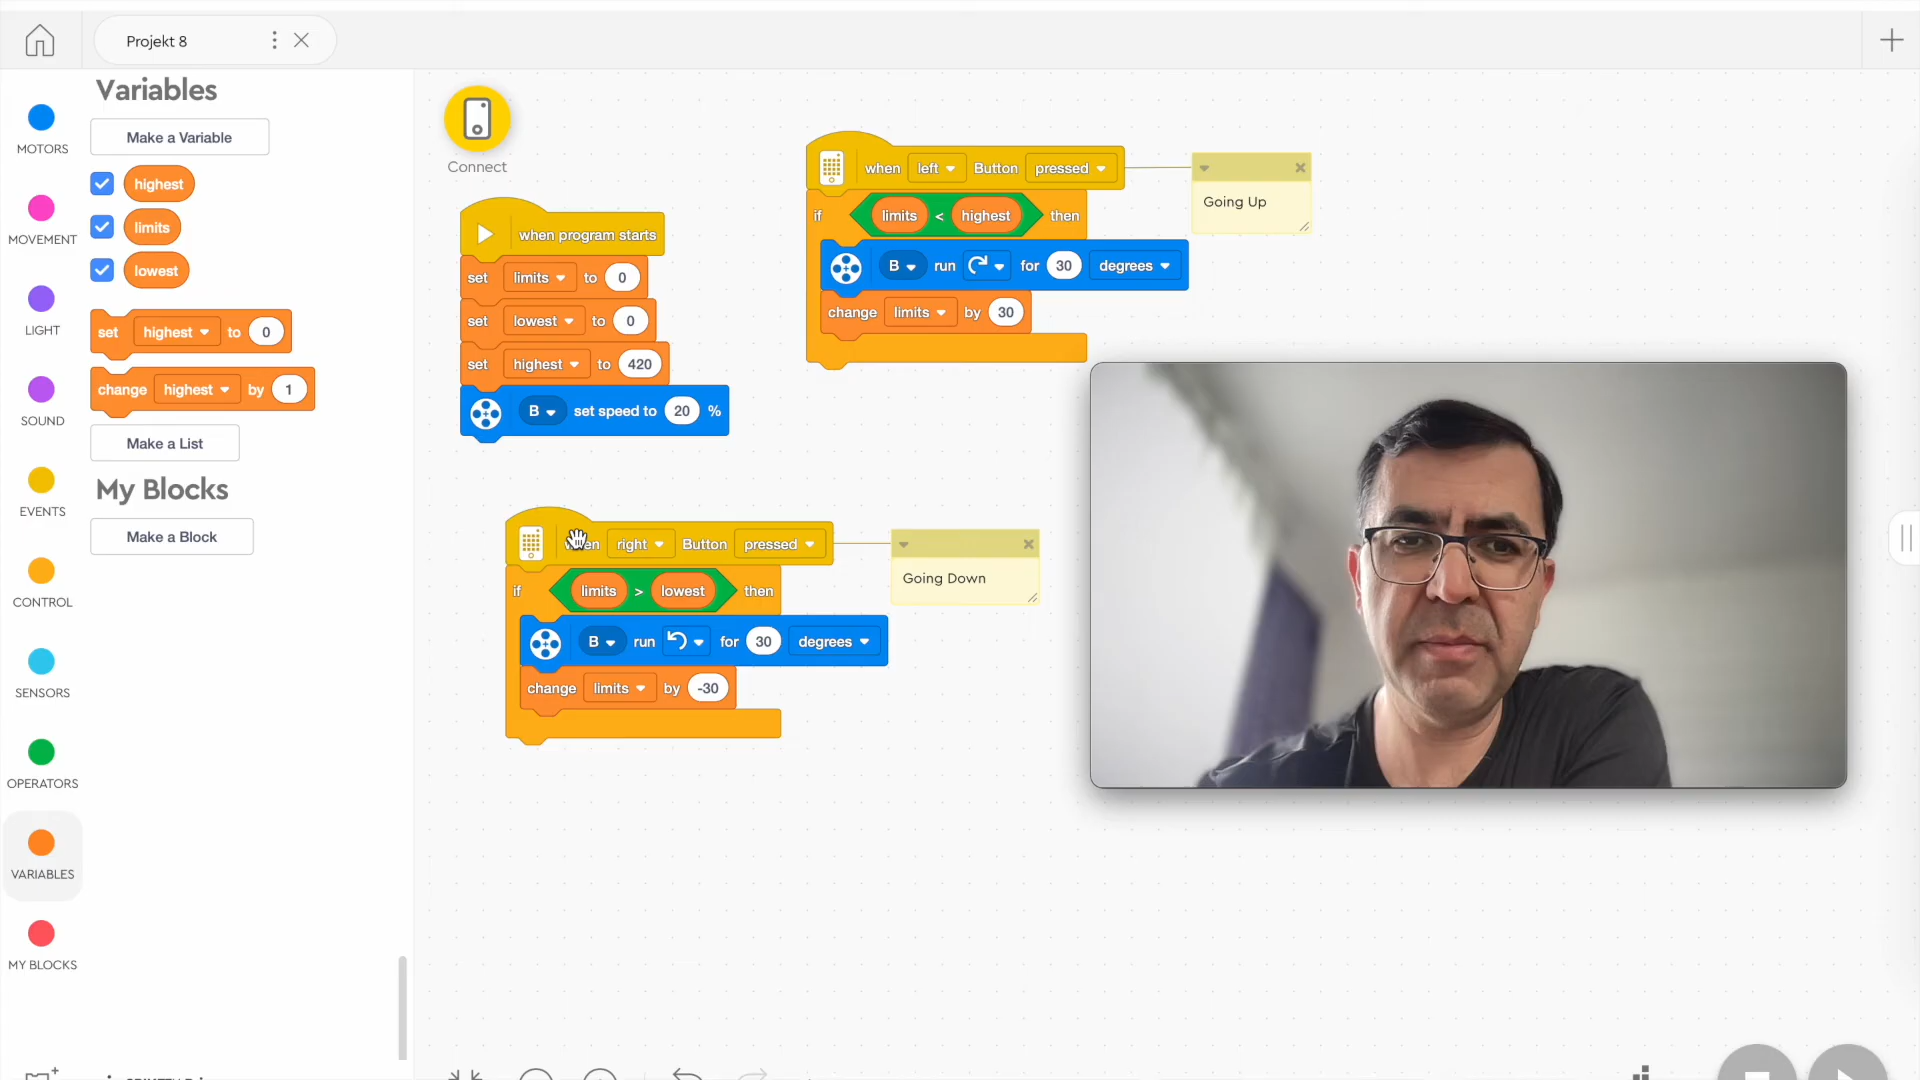 Projekt 8
Variables
Make a Variable
highest
limits
lowest
set highest to 0
change highest by 1
Make a List
My Blocks
Make a Block
MOTORS
MOVEMENT
LIGHT
SOUND
EVENTS
CONTROL
SENSORS
OPERATORS
VARIABLES
MY BLOCKS
Connect
when program starts
set limits to 0
set lowest to 0
set highest to 420
B set speed to 20 %
when left Button pressed
if limits < highest then
B run for 30 degrees
change limits by 30
Going Up
when right Button pressed
if limits > lowest then
B run for 30 degrees
change limits by -30
Going Down